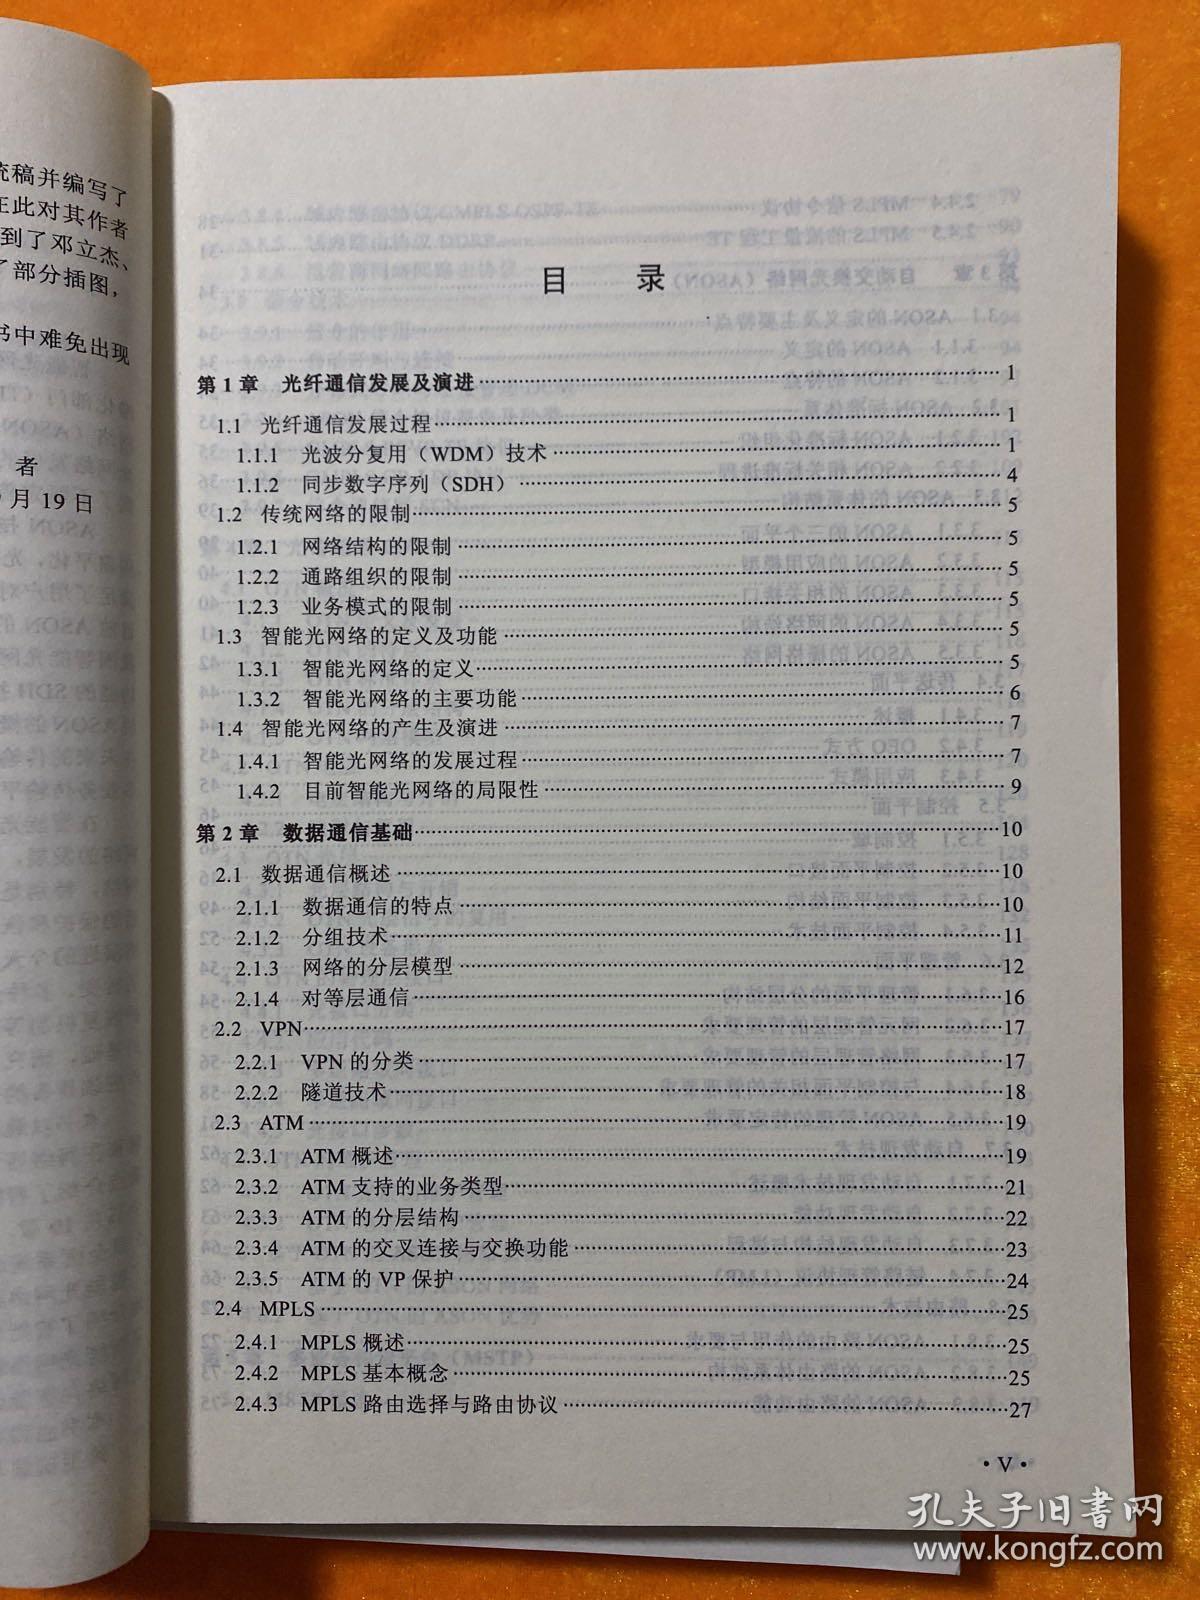 统稿并编写了
在此对其作者
到了邓立杰、
了部分插图，
书中难免出现
者
月 19 日
目 录
第 1 章 光纤通信发展及演进 1
1.1 光纤通信发展过程 1
1.1.1 光波分复用（WDM）技术 1
1.1.2 同步数字序列（SDH） 4
1.2 传统网络的限制 5
1.2.1 网络结构的限制 5
1.2.2 通路组织的限制 5
1.2.3 业务模式的限制 5
1.3 智能光网络的定义及功能 5
1.3.1 智能光网络的定义 5
1.3.2 智能光网络的主要功能 6
1.4 智能光网络的产生及演进 7
1.4.1 智能光网络的发展过程 7
1.4.2 目前智能光网络的局限性 9
第 2 章 数据通信基础 10
2.1 数据通信概述 10
2.1.1 数据通信的特点 10
2.1.2 分组技术 11
2.1.3 网络的分层模型 12
2.1.4 对等层通信 16
2.2 VPN 17
2.2.1 VPN 的分类 17
2.2.2 隧道技术 18
2.3 ATM 19
2.3.1 ATM 概述 19
2.3.2 ATM 支持的业务类型 21
2.3.3 ATM 的分层结构 22
2.3.4 ATM 的交叉连接与交换功能 23
2.3.5 ATM 的 VP 保护 24
2.4 MPLS 25
2.4.1 MPLS 概述 25
2.4.2 MPLS 基本概念 25
2.4.3 MPLS 路由选择与路由协议 27
· V ·
孔夫子旧书网
www.kongfz.com